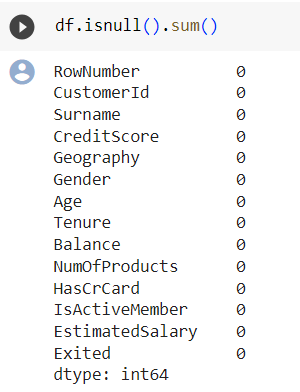 df.isnull().sum()
RowNumber 0
CustomerId 0
Surname 0
CreditScore 0
Geography 0
Gender 0
Age 0
Tenure 0
Balance 0
NumOfProducts 0
HasCrCard 0
IsActiveMember 0
EstimatedSalary 0
Exited 0
dtype: int64